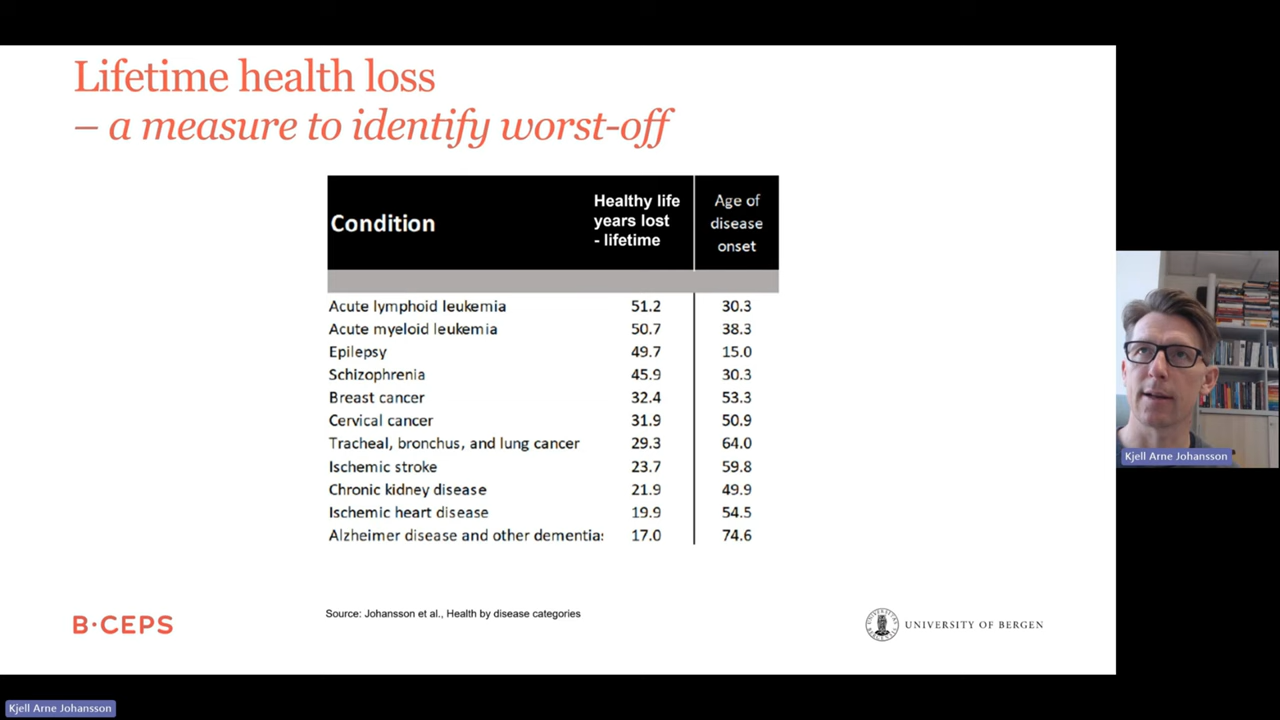 Lifetime health loss
– a measure to identify worst-off
Condition
Healthy life
years lost
- lifetime
Age of
disease
onset
Acute lymphoid leukemia 51.2 30.3
Acute myeloid leukemia 50.7 38.3
Epilepsy 49.7 15.0
Schizophrenia 45.9 30.3
Breast cancer 32.4 53.3
Cervical cancer 31.9 50.9
Tracheal, bronchus, and lung cancer 29.3 64.0
Ischemic stroke 23.7 59.8
Chronic kidney disease 21.9 49.9
Ischemic heart disease 19.9 54.5
Alzheimer disease and other dementias 17.0 74.6
Source: Johansson et al., Health by disease categories
B·CEPS
UNIVERSITY OF BERGEN
Kjell Arne Johansson
Kjell Arne Johansson